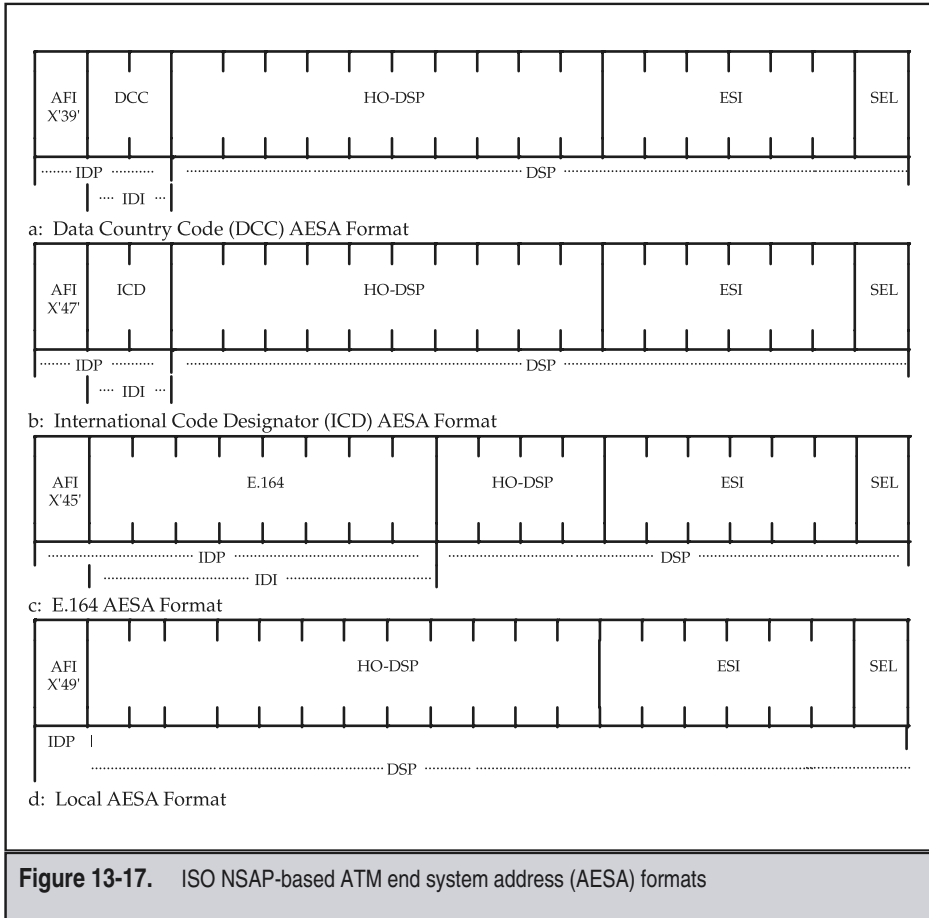 AFI X'39' DCC HO-DSP ESI SEL
IDP DSP
IDI
a: Data Country Code (DCC) AESA Format
AFI X'47' ICD HO-DSP ESI SEL
IDP DSP
IDI
b: International Code Designator (ICD) AESA Format
AFI X'45' E.164 HO-DSP ESI SEL
IDP DSP
IDI
c: E.164 AESA Format
AFI X'49' HO-DSP ESI SEL
IDP
DSP
d: Local AESA Format
Figure 13-17. ISO NSAP-based ATM end system address (AESA) formats